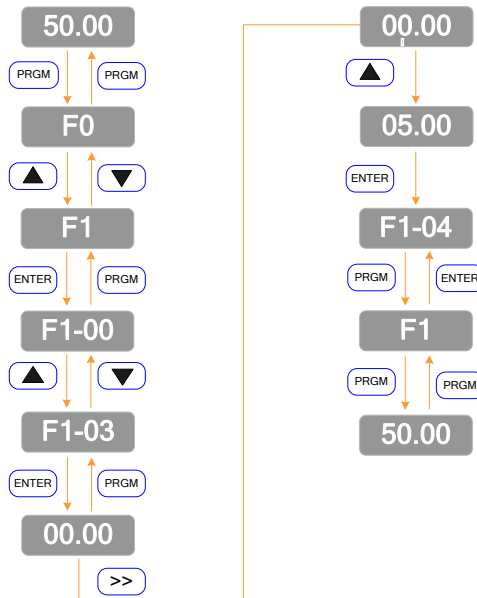 50.00
PRGM
PRGM
F0
F1
ENTER
PRGM
F1-00
F1-03
ENTER
PRGM
00.00
>>
00.00
05.00
ENTER
F1-04
PRGM
ENTER
F1
PRGM
PRGM
50.00